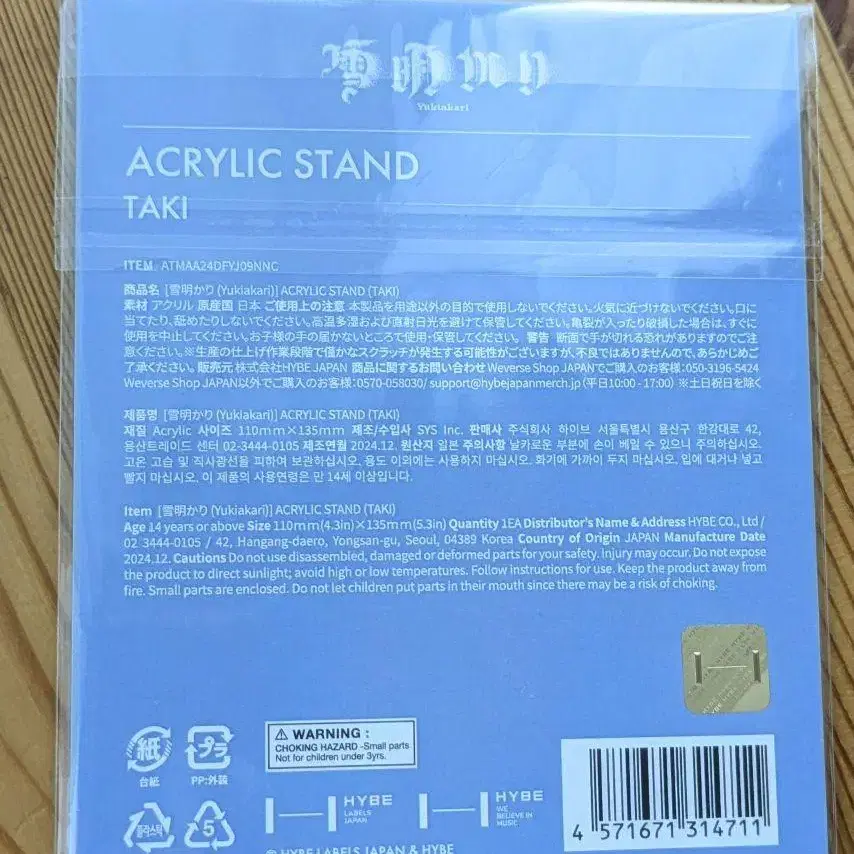 雪明かり
Yukiakari
ACRYLIC STAND
TAKI
ITEM ATMAA24DFYJ09NNC
商品名 [雪明かり (Yukiakari)] ACRYLIC STAND (TAKI)
素材 アクリル 原産国 日本 ご使用上の注意 本製品を用途以外の目的で使用しないでください。火気に近づけないでください。口に
当てたり、舐めたりしないでください。高温多湿および直射日光を避けて保管してください。亀裂が入ったり破損した場合は、すぐに
使用を中止してください。お子様の手の届かないところで使用・保管してください。 警告 断面で手が切れる恐れがありますのでご注
意ください。※生産の仕上げ作業段階で僅かなスクラッチが発生する可能性がございますが、不良ではありませんので、あらかじめご
了承ください。 販売元 株式会社HYBE JAPAN 商品に関するお問い合わせ Weverse Shop JAPANでご購入のお客様:050-3196-5424
Weverse Shop JAPAN以外でご購入のお客様:0570-058030/ support@hybejapanmerch.jp (平日10:00 - 17:00) ※土日祝日を除く
제품명 [雪明かり (Yukiakari)] ACRYLIC STAND (TAKI)
재질 Acrylic 사이즈 110mm×135mm 제조/수입사 SYS Inc. 판매사 주식회사 하이브 서울특별시 용산구 한강대로 42,
용산트레이드 센터 02-3444-0105 제조연월 2024.12. 원산지 일본 주의사항 날카로운 부분에 손이 베일 수 있으니 주의하십시오.
고온 고습 및 직사광선을 피하여 보관하십시오. 용도 이외에는 사용하지 마십시오. 화기에 가까이 두지 마십시오. 입에 대거나 넣고
빨지 마십시오. 이 제품의 사용연령은 만 14세 이상입니다.
Item [雪明かり (Yukiakari)] ACRYLIC STAND (TAKI)
Age 14 years or above Size 110mm(4.3in)×135mm(5.3in) Quantity 1EA Distributor's Name & Address HYBE CO., Ltd /
02 3444-0105 / 42, Hangang-daero, Yongsan-gu, Seoul, 04389 Korea Country of Origin JAPAN Manufacture Date
2024.12. Cautions Do not use disassembled, damaged or deformed parts for your safety. Injury may occur. Do not expose
the product to direct sunlight; avoid high or low temperatures. Follow instructions for use. Keep the product away from
fire. Small parts are enclosed. Do not let children put parts in their mouth since there may be a risk of choking.
紙
台紙
プラ
PP:外装
WARNING :
CHOKING HAZARD -Small parts
Not for children under 3yrs.
플라스틱
5
HYBE
LABELS
JAPAN
HYBE
WE
BELIEVE IN
MUSIC
© HYBE LABELS JAPAN & HYBE
4 571671 314711